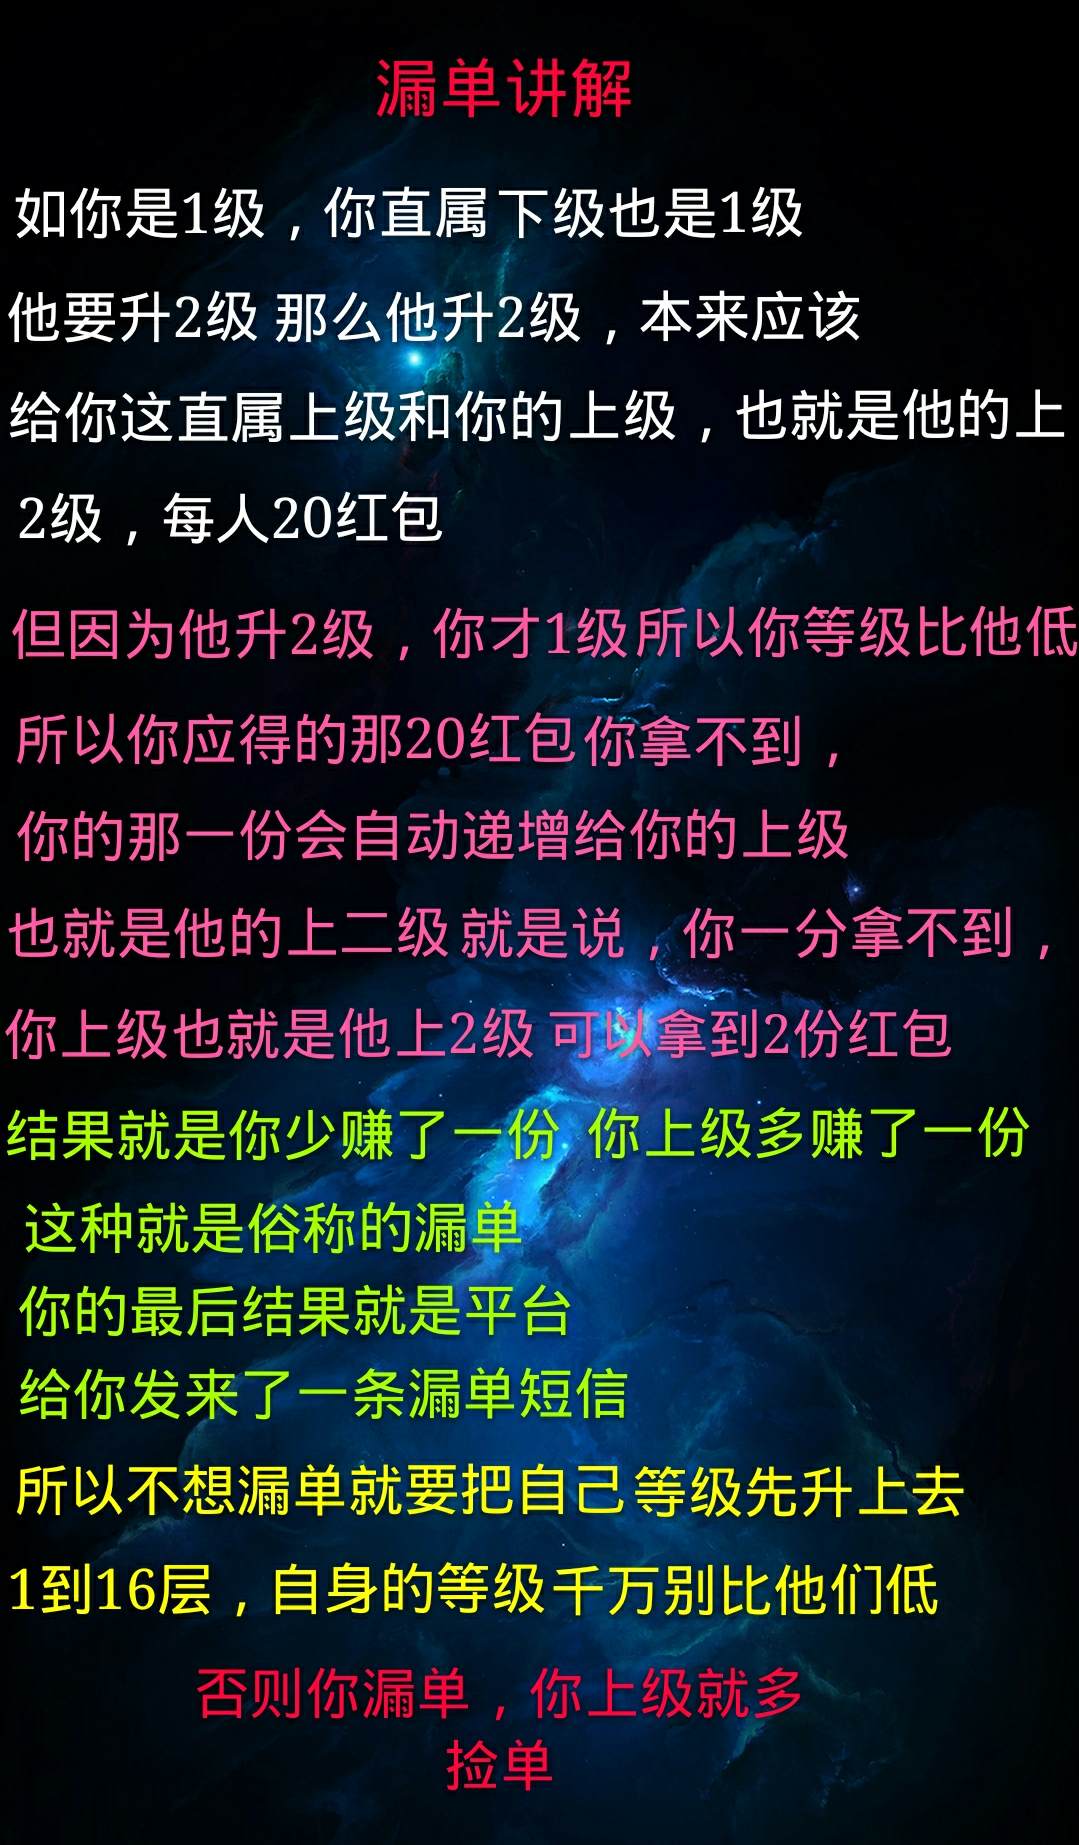 漏单讲解
如你是1级，你直属下级也是1级
他要升2级 那么他升2级，本来应该
给你这直属上级和你的上级，也就是他的上
2级，每人20红包
但因为他升2级，你才1级所以你等级比他低
所以你应得的那20红包你拿不到，
你的那一份会自动递增给你的上级
也就是他的上二级 就是说，你一分拿不到，
你上级也就是他上2级 可以拿到2份红包
结果就是你少赚了一份 你上级多赚了一份
这种就是俗称的漏单
你的最后结果就是平台
给你发来了一条漏单短信
所以不想漏单就要把自己等级先升上去
1到16层，自身的等级千万别比他们低
否则你漏单，你上级就多
捡单